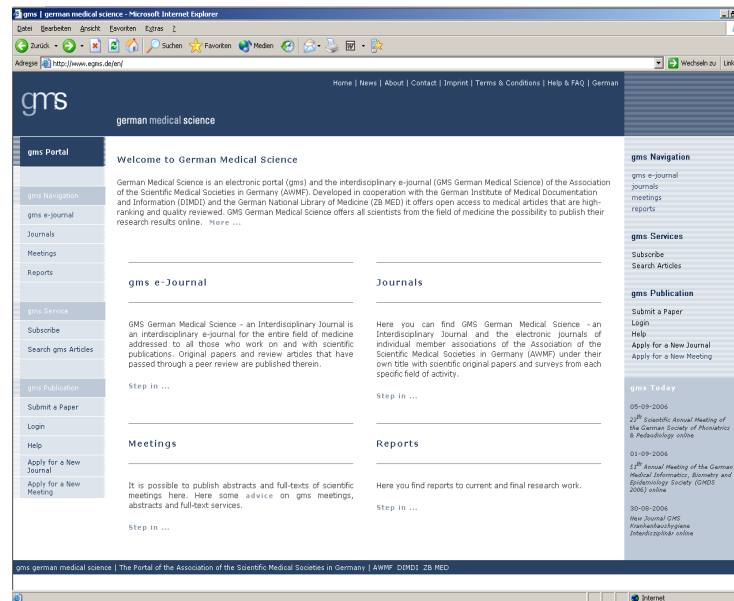 gms | german medical science - Microsoft Internet Explorer
Datei Bearbeiten Ansicht Favoriten Extras ?
Zurück Suchen Favoriten Medien
Adresse http://www.egms.de/en/ Wechseln zu Link
Home | News | About | Contact | Imprint | Terms & Conditions | Help & FAQ | German
gms
german medical science
gms Portal
gms Navigation
gms e-journal
Journals
Meetings
Reports
gms Service
Subscribe
Search gms Articles
gms Publication
Submit a Paper
Login
Help
Apply for a New
Journal
Apply for a New
Meeting
Welcome to German Medical Science
German Medical Science is an electronic portal (gms) and the interdisciplinary e-journal (GMS German Medical Science) of the Association
of the Scientific Medical Societies in Germany (AWMF). Developed in cooperation with the German Institute of Medical Documentation
and Information (DIMDI) and the German National Library of Medicine (ZB MED) it offers open access to medical articles that are high-
ranking and quality reviewed. GMS German Medical Science offers all scientists from the field of medicine the possibility to publish their
research results online. More ...
gms e-Journal
GMS German Medical Science - an Interdisciplinary Journal is
an interdisciplinary e-journal for the entire field of medicine
addressed to all those who work on and with scientific
publications. Original papers and review articles that have
passed through a peer review are published therein.
Step in ...
Journals
Here you can find GMS German Medical Science - an
Interdisciplinary Journal and the electronic journals of
individual member associations of the Association of the
Scientific Medical Societies in Germany (AWMF) under their
own title with scientific original papers and surveys from each
specific field of activity.
Step in ...
Meetings
It is possible to publish abstracts and full-texts of scientific
meetings here. Here some advice on gms meetings,
abstracts and full-text services.
Step in ...
Reports
Here you find reports to current and final research work.
Step in ...
gms Navigation
gms e-journal
journals
meetings
reports
gms Services
Subscribe
Search Articles
gms Publication
Submit a Paper
Login
Help
Apply for a New Journal
Apply for a New Meeting
gms Today
05-09-2006
23th Scientific Annual Meeting of
the German Society of Phoniatrics
& Pedaudiology online
01-09-2006
51th Annual Meeting of the German
Medical Informatics, Biometry and
Epidemiology Society (GMDS
2006) online
30-08-2006
New Journal GMS
Krankenhaushygiene
Interdisziplinär online
gms german medical science | The Portal of the Association of the Scientific Medical Societies in Germany | AWMF DIMDI ZB MED
Internet